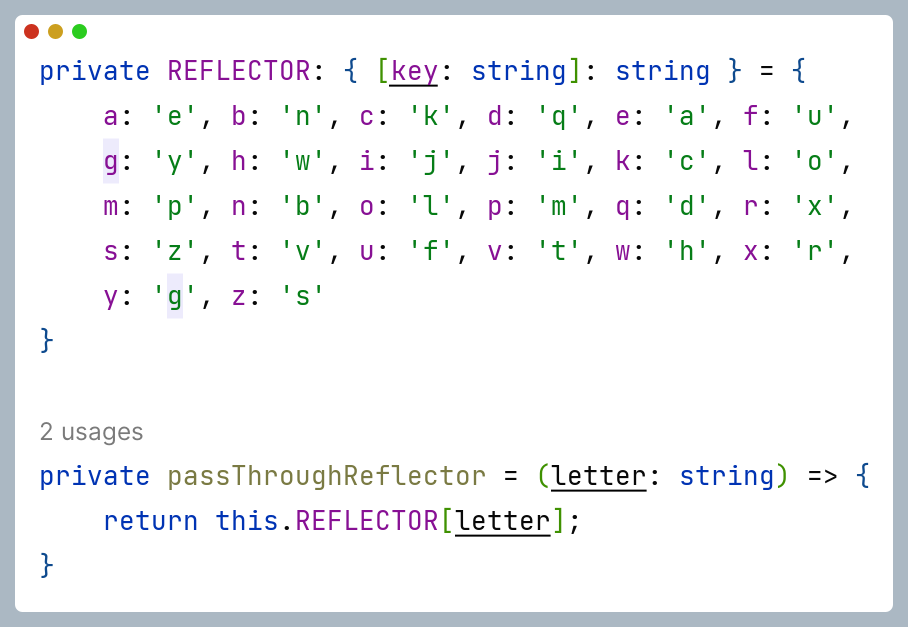 private REFLECTOR: { [key: string]: string } = {
    a: 'e', b: 'n', c: 'k', d: 'q', e: 'a', f: 'u',
    g: 'y', h: 'w', i: 'j', j: 'i', k: 'c', l: 'o',
    m: 'p', n: 'b', o: 'l', p: 'm', q: 'd', r: 'x',
    s: 'z', t: 'v', u: 'f', v: 't', w: 'h', x: 'r',
    y: 'g', z: 's'
}
2 usages
private passThroughReflector = (letter: string) => {
    return this.REFLECTOR[letter];
}